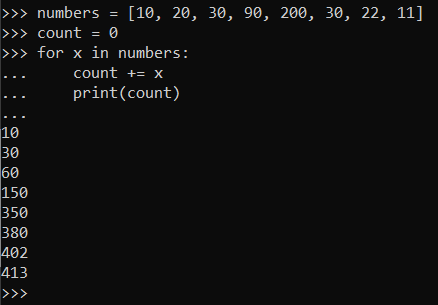 >>> numbers = [10, 20, 30, 90, 200, 30, 22, 11]
>>> count = 0
>>> for x in numbers:
...     count += x
...     print(count)
...
10
30
60
150
350
380
402
413
>>>